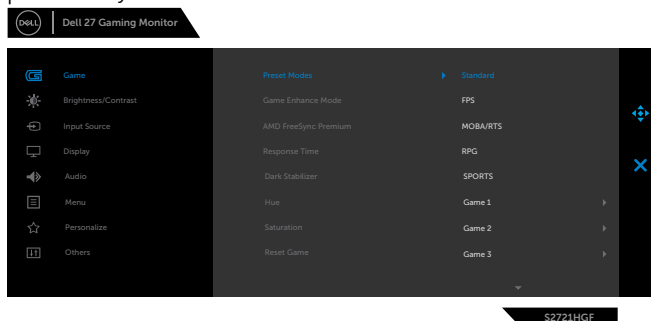 DELL
Dell 27 Gaming Monitor
Game
Preset Modes
Standard
Brightness/Contrast
Game Enhance Mode
FPS
Input Source
AMD FreeSync Premium
MOBA/RTS
Display
Response Time
RPG
Audio
Dark Stabilizer
SPORTS
Menu
Hue
Game 1
Personalize
Saturation
Game 2
Others
Reset Game
Game 3
S2721HGF